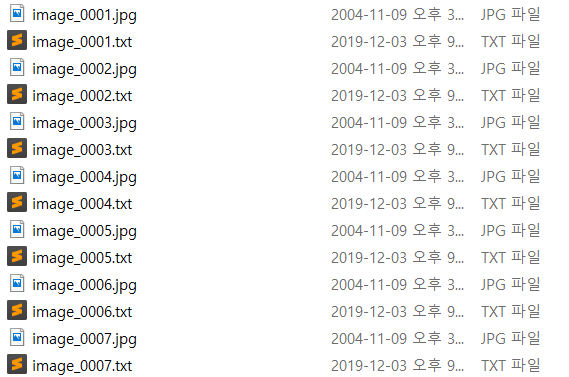 image_0001.jpg 2004-11-09 오후 3... JPG 파일
image_0001.txt 2019-12-03 오후 9... TXT 파일
image_0002.jpg 2004-11-09 오후 3... JPG 파일
image_0002.txt 2019-12-03 오후 9... TXT 파일
image_0003.jpg 2004-11-09 오후 3... JPG 파일
image_0003.txt 2019-12-03 오후 9... TXT 파일
image_0004.jpg 2004-11-09 오후 3... JPG 파일
image_0004.txt 2019-12-03 오후 9... TXT 파일
image_0005.jpg 2004-11-09 오후 3... JPG 파일
image_0005.txt 2019-12-03 오후 9... TXT 파일
image_0006.jpg 2004-11-09 오후 3... JPG 파일
image_0006.txt 2019-12-03 오후 9... TXT 파일
image_0007.jpg 2004-11-09 오후 3... JPG 파일
image_0007.txt 2019-12-03 오후 9... TXT 파일